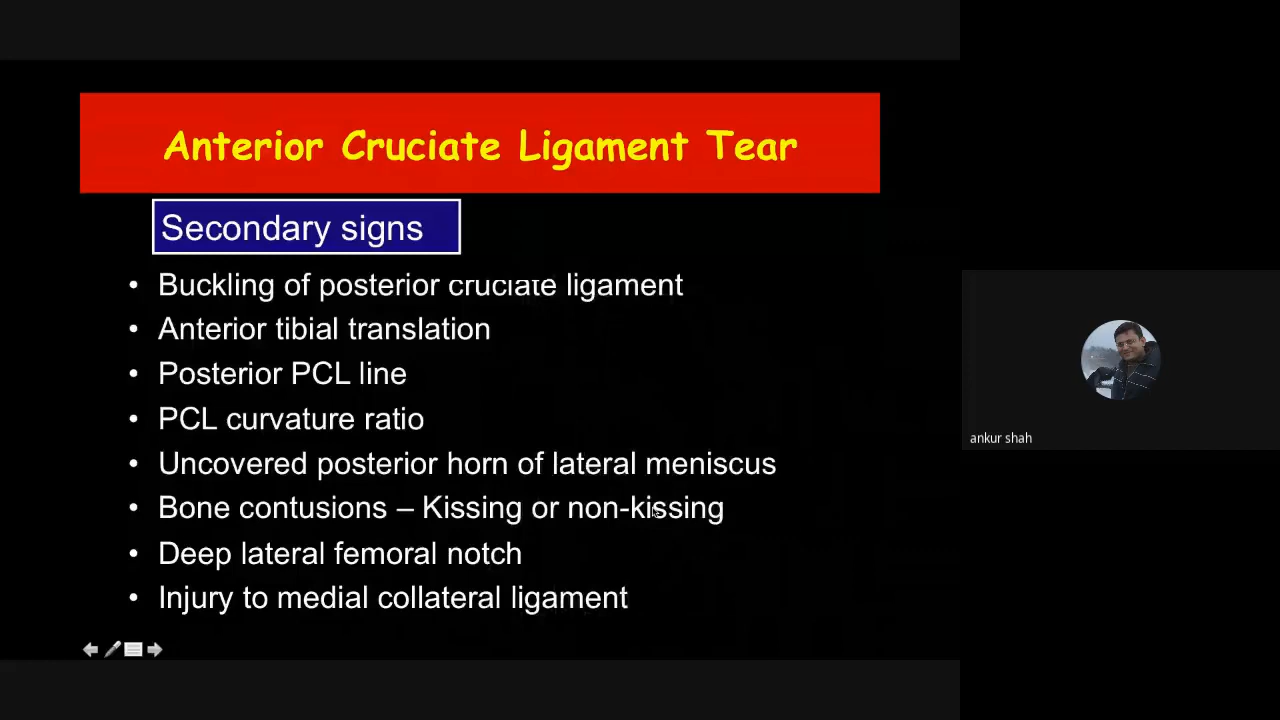 Anterior Cruciate Ligament Tear
Secondary signs
• Buckling of posterior cruciate ligament
• Anterior tibial translation
• Posterior PCL line
• PCL curvature ratio
• Uncovered posterior horn of lateral meniscus
• Bone contusions – Kissing or non-kissing
• Deep lateral femoral notch
• Injury to medial collateral ligament
ankur shah